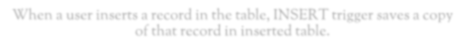 When a user inserts a record in the table, INSERT trigger saves a copy
of that record in inserted table.